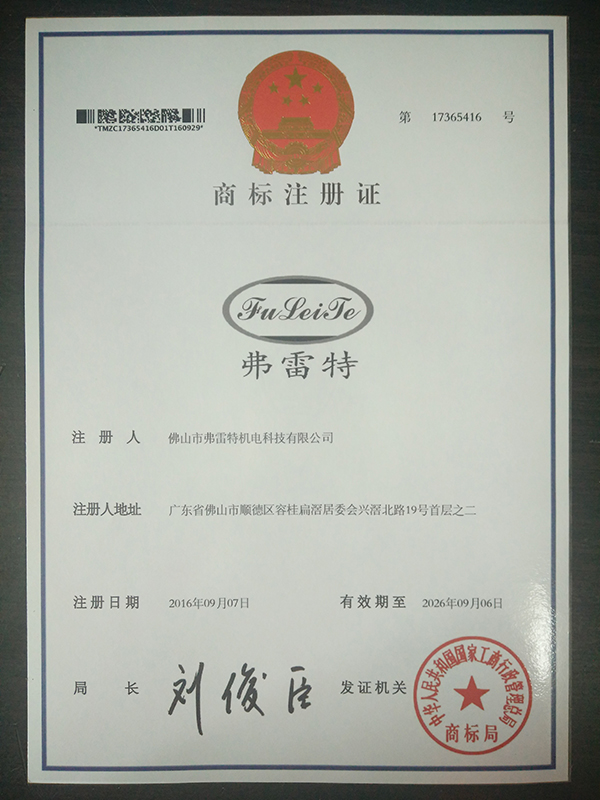 *TMZC17365416D01T160929*
第 17365416 号
商标注册证
FuLeiTe
弗雷特
注册人 佛山市弗雷特机电科技有限公司
注册人地址 广东省佛山市顺德区容桂扁滘居委会兴滘北路19号首层之二
注册日期 2016年09月07日 有效期至 2026年09月06日
局长 刘俊臣 发证机关
中华人民共和国国家工商行政管理总局
商标局